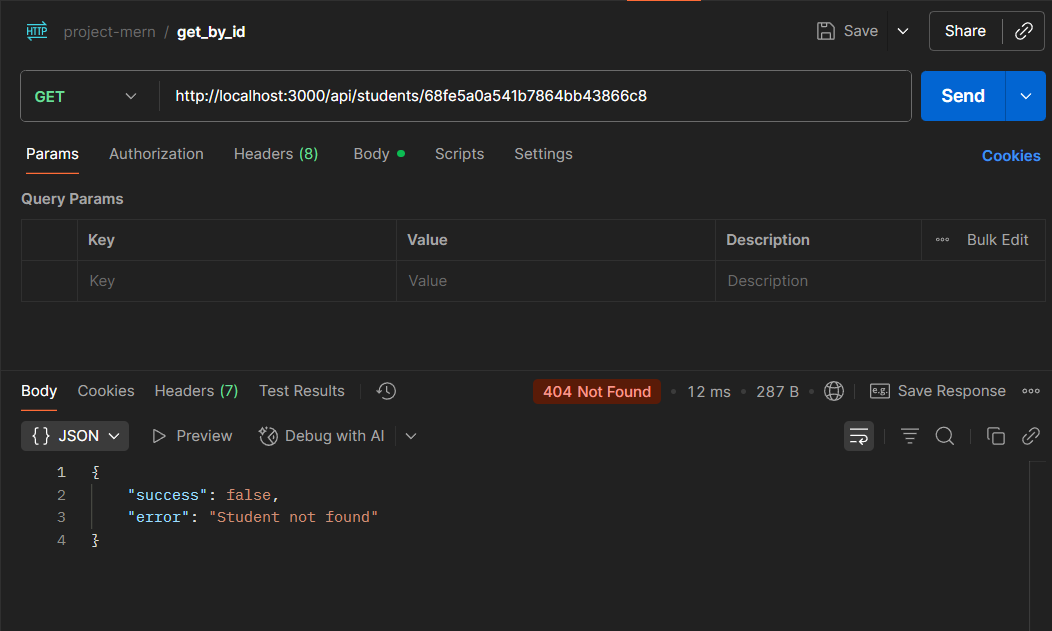 HTTP project-mern / get_by_id Save Share
GET http://localhost:3000/api/students/68fe5a0a541b7864bb43866c8 Send
Params Authorization Headers (8) Body Scripts Settings Cookies
Query Params
Key Value Description Bulk Edit
Key Value Description
Body Cookies Headers (7) Test Results 404 Not Found 12 ms 287 B e.g. Save Response
{} JSON Preview Debug with AI
1 {
2 "success": false,
3 "error": "Student not found"
4 }